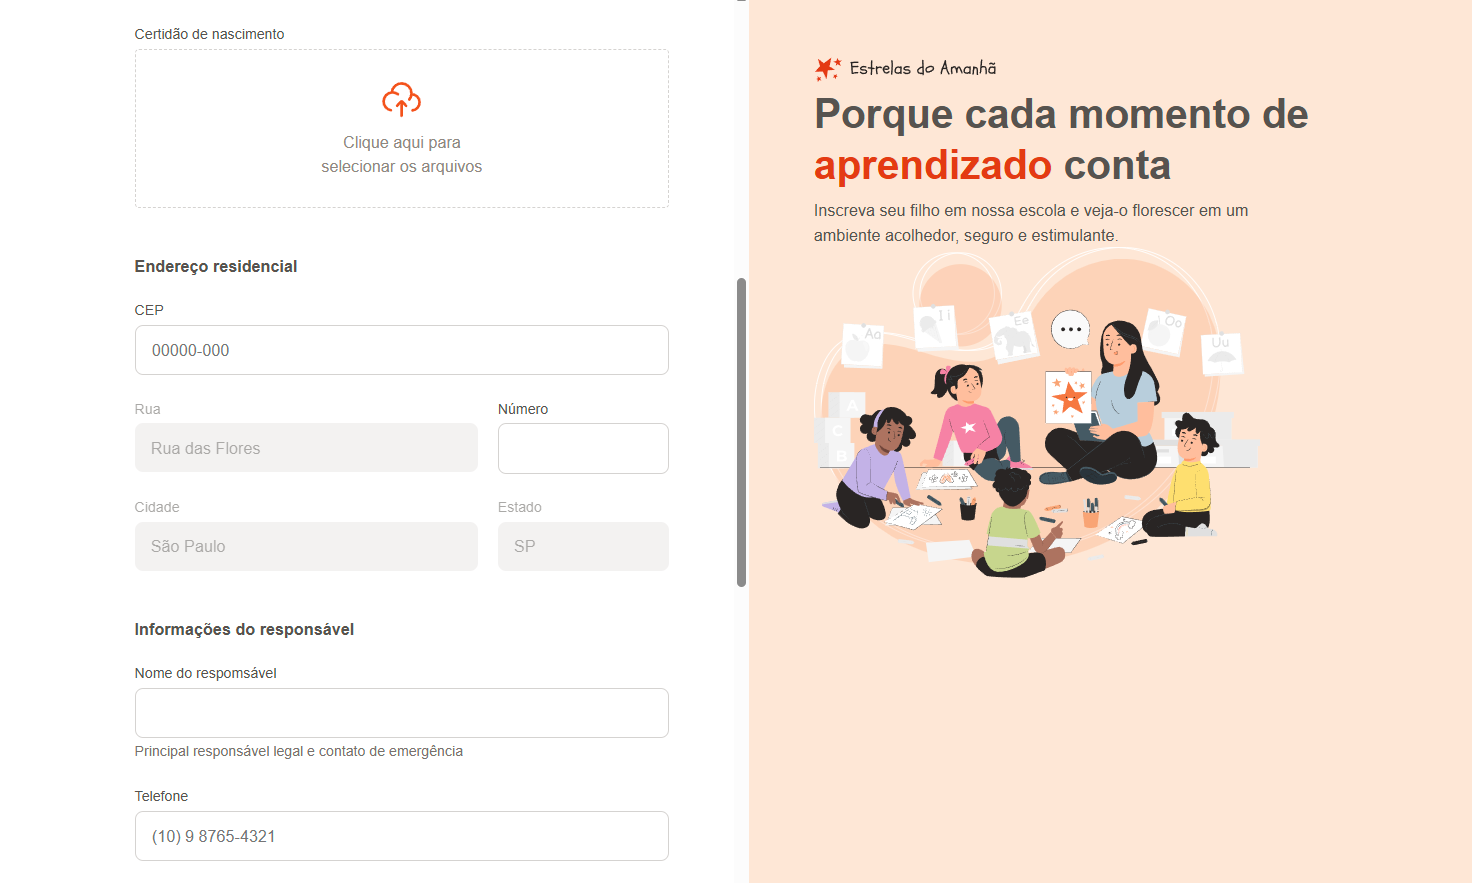 Certidão de nascimento
Clique aqui para
selecionar os arquivos
Endereço residencial
CEP
00000-000
Rua
Número
Rua das Flores
Cidade
Estado
São Paulo
SP
Informações do responsável
Nome do respomsável
Principal responsável legal e contato de emergência
Telefone
(10) 9 8765-4321
Estrelas do Amanhã
Porque cada momento de
aprendizado conta
Inscreva seu filho em nossa escola e veja-o florescer em um
ambiente acolhedor, seguro e estimulante.
Aa
Ii
Ee
Oo
Uu
A
C
B